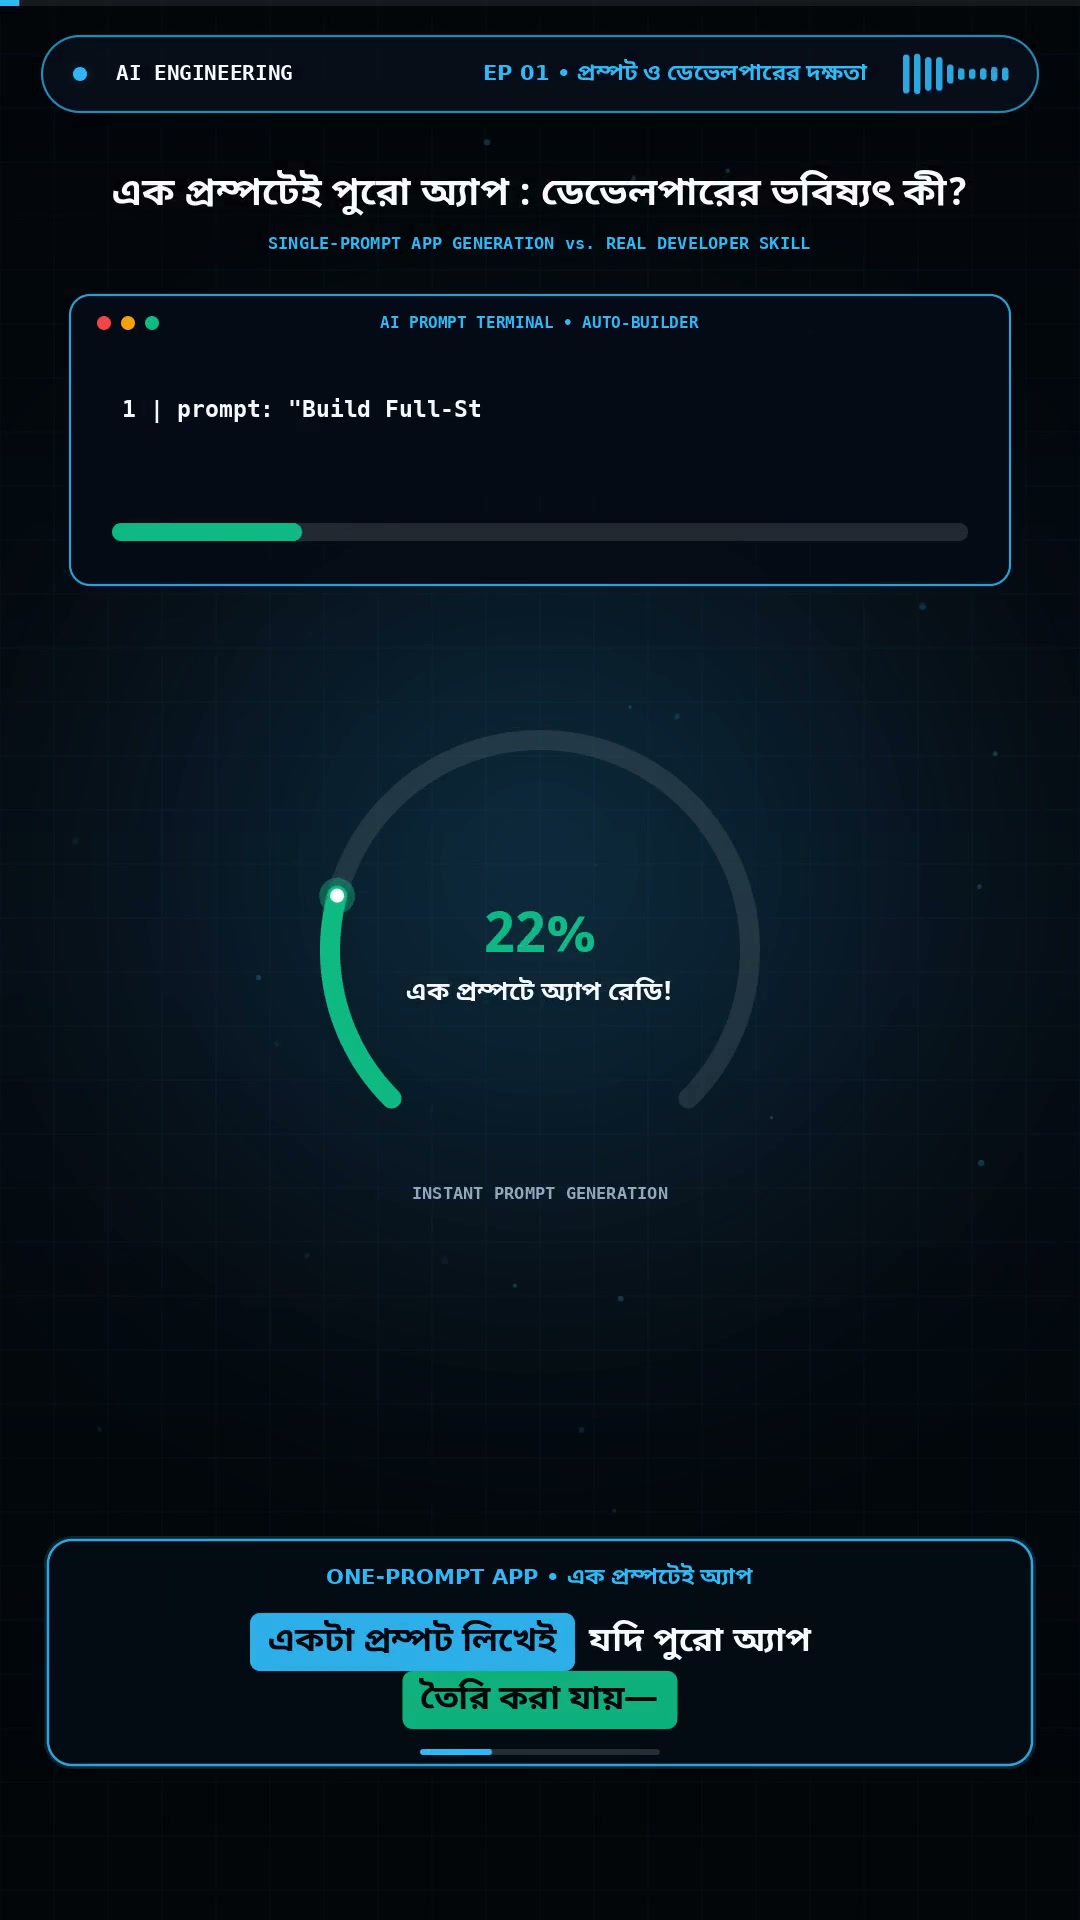 AI ENGINEERING
EP 01 • প্রম্পট ও ডেভেলপারের দক্ষতা
এক প্রম্পটেই পুরো অ্যাপ : ডেভেলপারের ভবিষ্যৎ কী?
SINGLE-PROMPT APP GENERATION vs. REAL DEVELOPER SKILL
AI PROMPT TERMINAL • AUTO-BUILDER
1 | prompt: "Build Full-St
22%
এক প্রম্পটে অ্যাপ রেডি!
INSTANT PROMPT GENERATION
ONE-PROMPT APP • এক প্রম্পটেই অ্যাপ
একটা প্রম্পট লিখেই যদি পুরো অ্যাপ
তৈরি করা যায়—